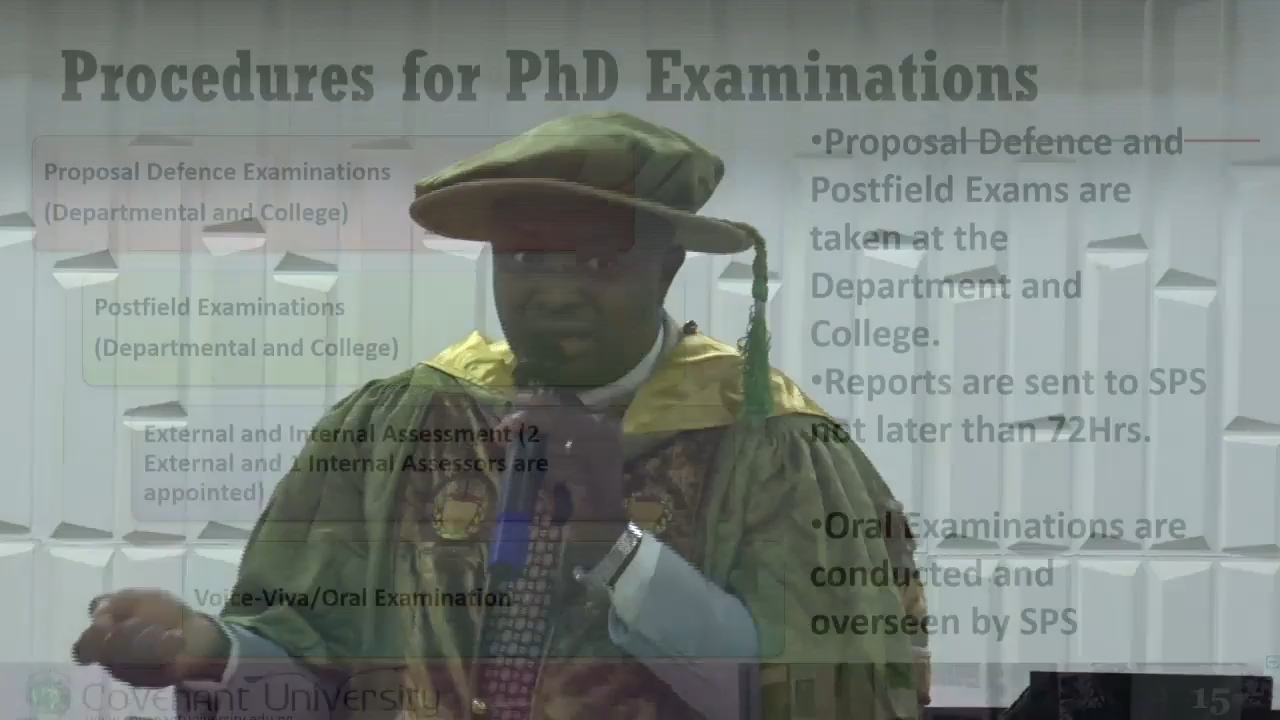 Procedures for PhD Examinations
Proposal Defence Examinations
(Departmental and College)
Postfield Examinations
(Departmental and College)
External and Internal Assessment (2
External and 1 Internal Assessors are
appointed)
Voice-Viva/Oral Examination
•Proposal Defence and
Postfield Exams are
taken at the
Department and
College.
•Reports are sent to SPS
not later than 72Hrs.
•Oral Examinations are
conducted and
overseen by SPS
Covenant University
15